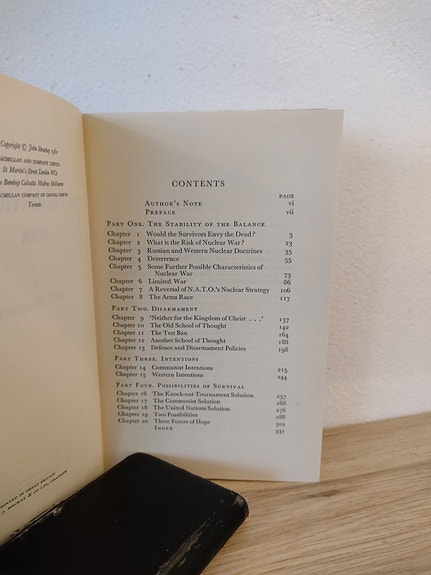 Copyright © John Strachey 1962
MACMILLAN AND COMPANY LIMITED
St Martin's Street London WC2
Bombay Calcutta Madras Melbourne
MACMILLAN COMPANY OF CANADA LIMITED
Toronto
PRINTED IN GREAT BRITAIN
CONTENTS
PAGE
AUTHOR'S NOTE vi
PREFACE vii
PART ONE. THE STABILITY OF THE BALANCE
Chapter 1 Would the Survivors Envy the Dead? 3
Chapter 2 What is the Risk of Nuclear War? 23
Chapter 3 Russian and Western Nuclear Doctrines 35
Chapter 4 Deterrence 55
Chapter 5 Some Further Possible Characteristics of
Nuclear War 73
Chapter 6 Limited War 86
Chapter 7 A Reversal of N.A.T.O.'s Nuclear Strategy 106
Chapter 8 The Arms Race 117
PART TWO. DISARMAMENT
Chapter 9 'Neither for the Kingdom of Christ . . .' 137
Chapter 10 The Old School of Thought 142
Chapter 11 The Test Ban 164
Chapter 12 Another School of Thought 188
Chapter 13 Defence and Disarmament Policies 198
PART THREE. INTENTIONS
Chapter 14 Communist Intentions 215
Chapter 15 Western Intentions 244
PART FOUR. POSSIBILITIES OF SURVIVAL
Chapter 16 The Knock-out Tournament Solution 257
Chapter 17 The Communist Solution 268
Chapter 18 The United Nations Solution 276
Chapter 19 Two Possibilities 288
Chapter 20 Three Forces of Hope 302
INDEX 331